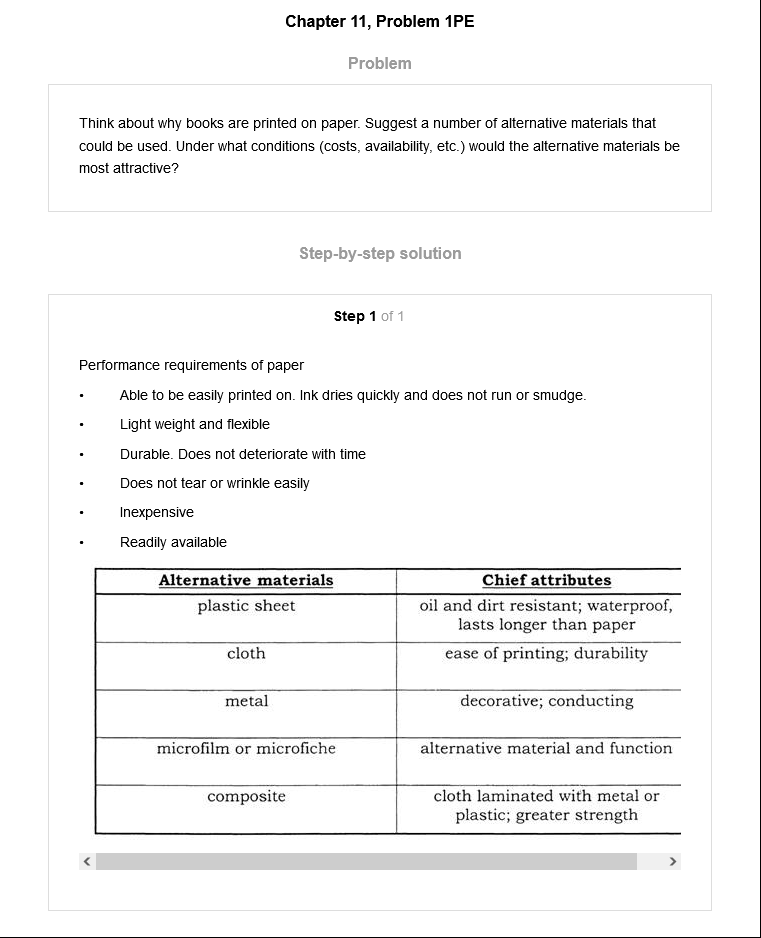 Chapter 11, Problem 1PE
Problem
Think about why books are printed on paper. Suggest a number of alternative materials that
could be used. Under what conditions (costs, availability, etc.) would the alternative materials be
most attractive?
Step-by-step solution
Step 1 of 1
Performance requirements of paper
• Able to be easily printed on. Ink dries quickly and does not run or smudge.
• Light weight and flexible
• Durable. Does not deteriorate with time
• Does not tear or wrinkle easily
• Inexpensive
• Readily available
Alternative materials Chief attributes
plastic sheet oil and dirt resistant; waterproof,
lasts longer than paper
cloth ease of printing; durability
metal decorative; conducting
microfilm or microfiche alternative material and function
composite cloth laminated with metal or
plastic; greater strength